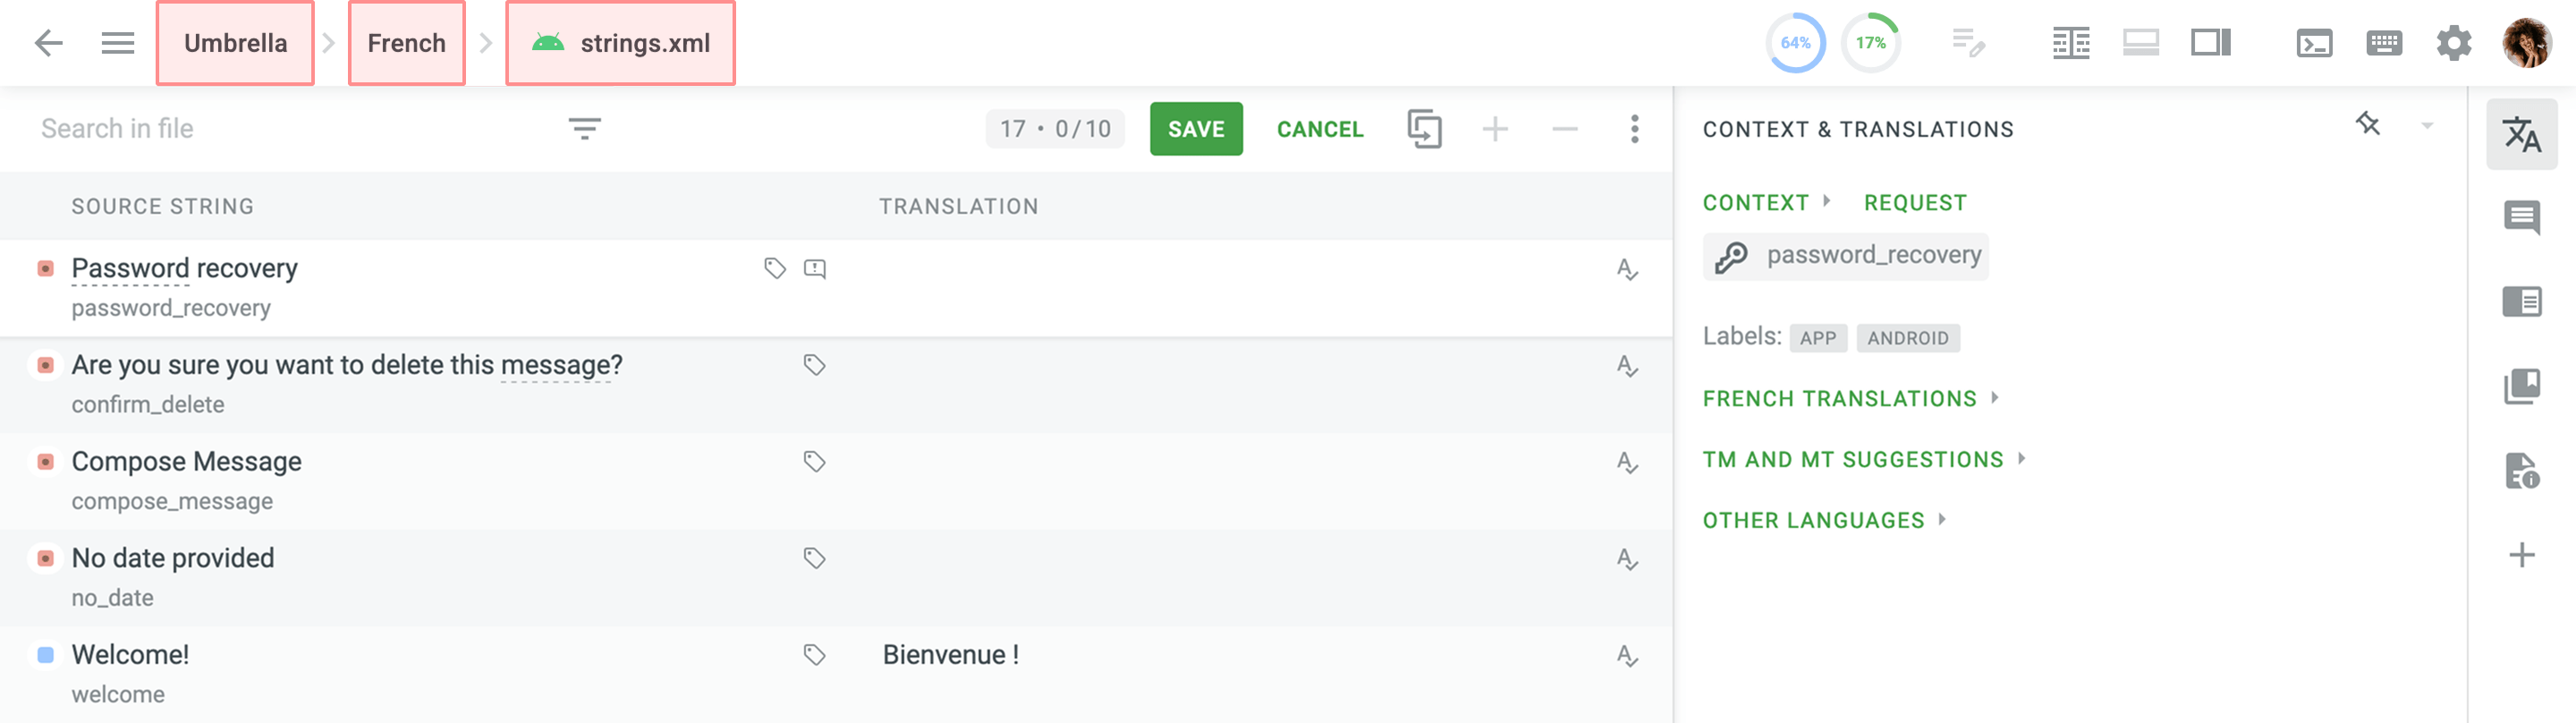 Umbrella French strings.xml 64% 17%
Search in file 17 • 0/10 SAVE CANCEL
SOURCE STRING TRANSLATION
Password recovery
password_recovery
Are you sure you want to delete this message?
confirm_delete
Compose Message
compose_message
No date provided
no_date
Welcome! Bienvenue !
welcome
CONTEXT & TRANSLATIONS
CONTEXT REQUEST
password_recovery
Labels: APP ANDROID
FRENCH TRANSLATIONS
TM AND MT SUGGESTIONS
OTHER LANGUAGES